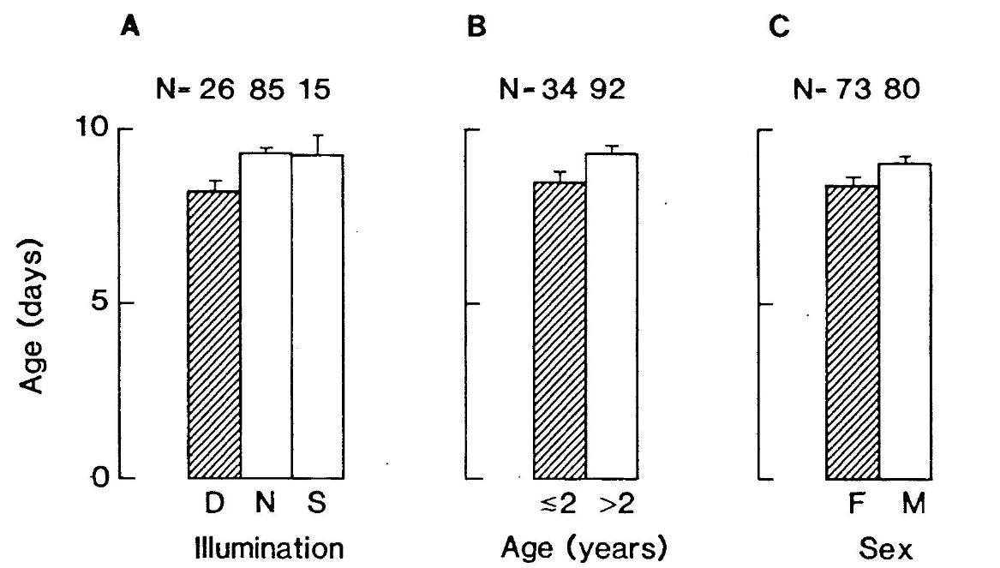 A B C
N= 26 85 15 N-34 92 N- 73 80
10
5
0
Age (days)
D N S ≤2 >2 F M
Illumination Age (years) Sex